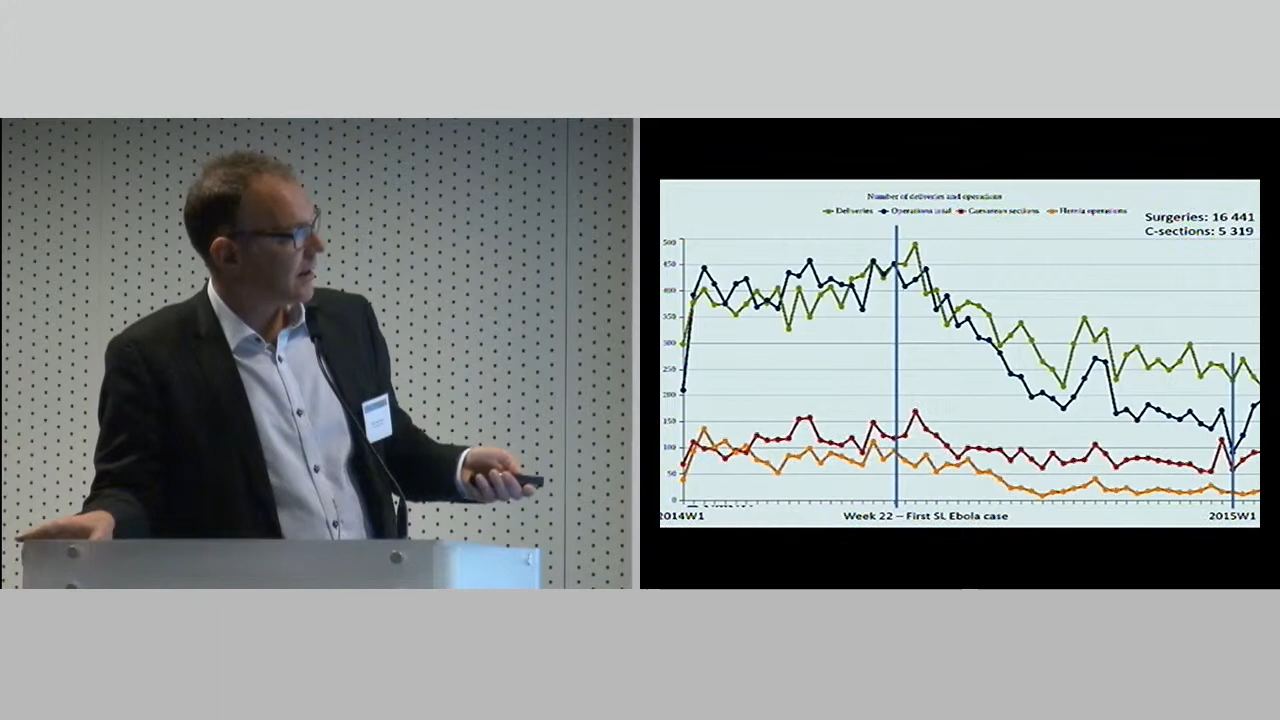 Number of deliveries and operations
Deliveries Operations total Caesarean sections Hernia operations
Surgeries: 16 441
C-sections: 5 319
500
450
400
350
300
250
200
150
100
50
0
2014W1 Week 22 – First SL Ebola case 2015W1